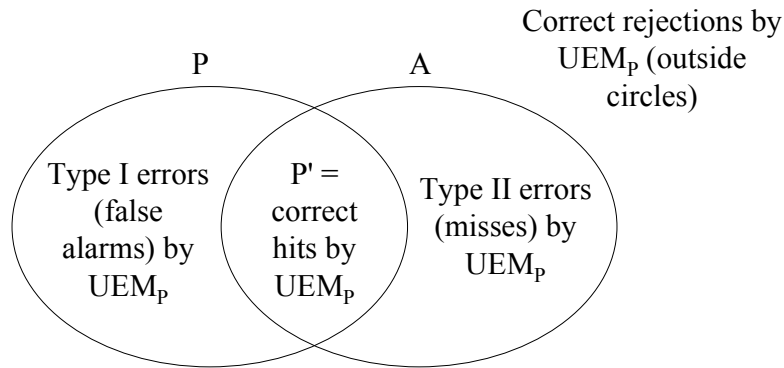 Correct rejections by
UEMP (outside
circles)
P
A
Type I errors
(false
alarms) by
UEMP
P' =
correct
hits by
UEMP
Type II errors
(misses) by
UEMP